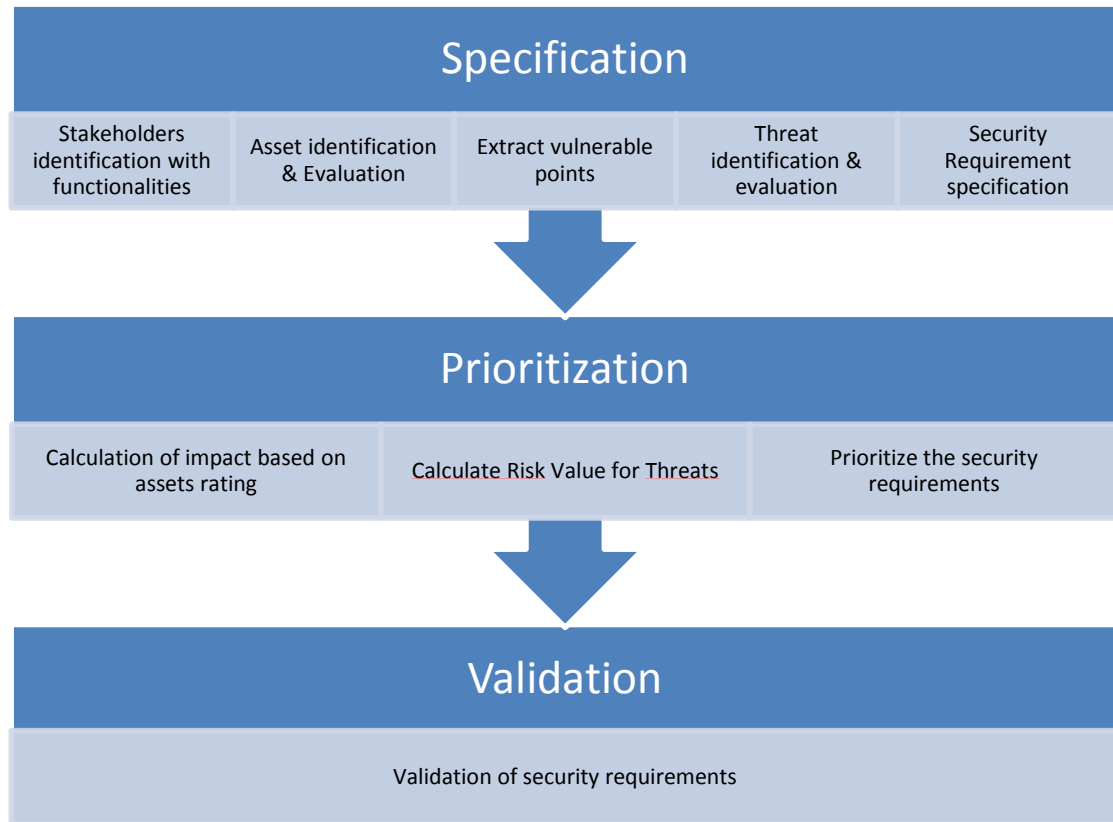 Specification
Stakeholders
identification with
functionalities
Asset identification
& Evaluation
Extract vulnerable
points
Threat
identification &
evaluation
Security
Requirement
specification
Prioritization
Calculation of impact based on
assets rating
Calculate Risk Value for Threats
Prioritize the security
requirements
Validation
Validation of security requirements